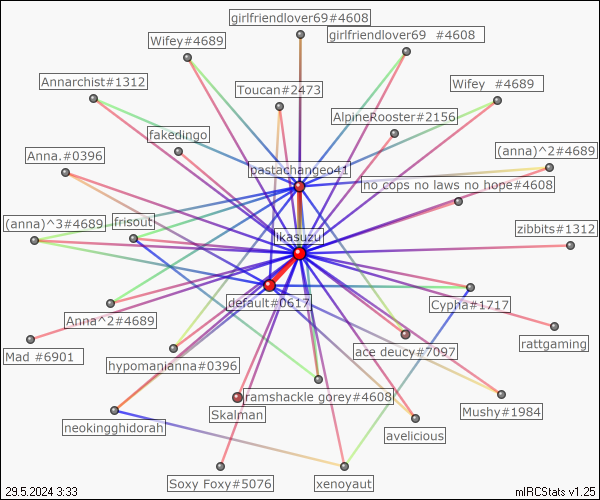 girlfriendlover69#4608
girlfriendlover69 #4608
Wifey#4689
Annarchist#1312
Toucan#2473
Wifey #4689
AlpineRooster#2156
fakedingo
Anna.#0396
(anna)^2#4689
pastachangeo41
no cops no laws no hope#4608
(anna)^3#4689
frisout
zibbits#1312
ikasuzu
default#0617
Cypha#1717
Anna^2#4689
rattgaming
Mad #6901
ace deucy#7097
hypomanianna#0396
ramshackle gorey#4608
Skalman
Mushy#1984
neokingghidorah
avelicious
Soxy Foxy#5076
xenoyaut
29.5.2024 3:33
mIRCStats v1.25